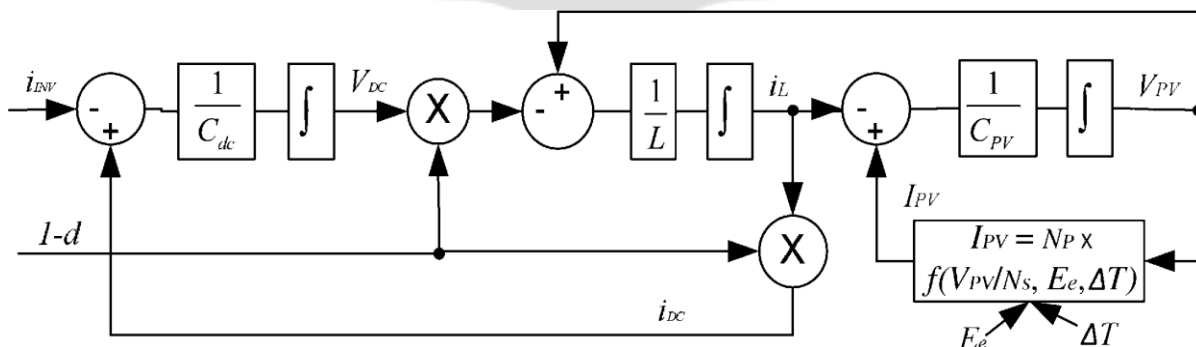 i_INV
-
+
1
C_dc
∫
V_DC
X
-
+
1
L
∫
i_L
-
+
1
C_PV
∫
V_PV
I_PV
1-d
X
I_PV = N_P x
f(V_PV/N_S, E_e, ΔT)
i_DC
E_e
ΔT